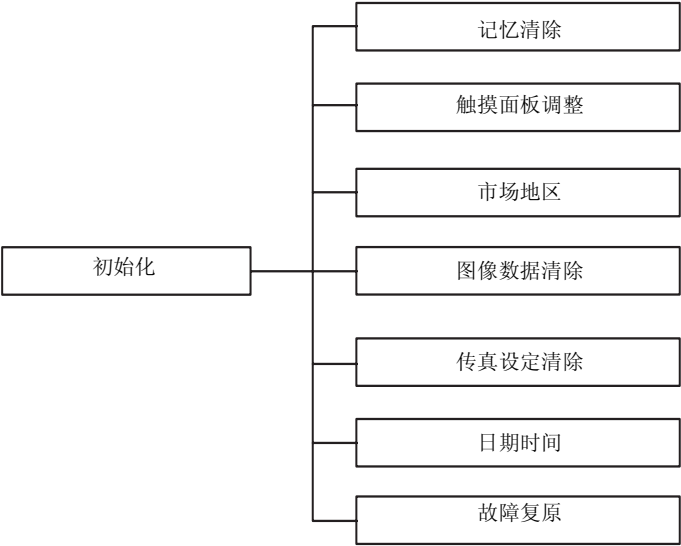 记忆清除
触摸面板调整
市场地区
初始化
图像数据清除
传真设定清除
日期时间
故障复原